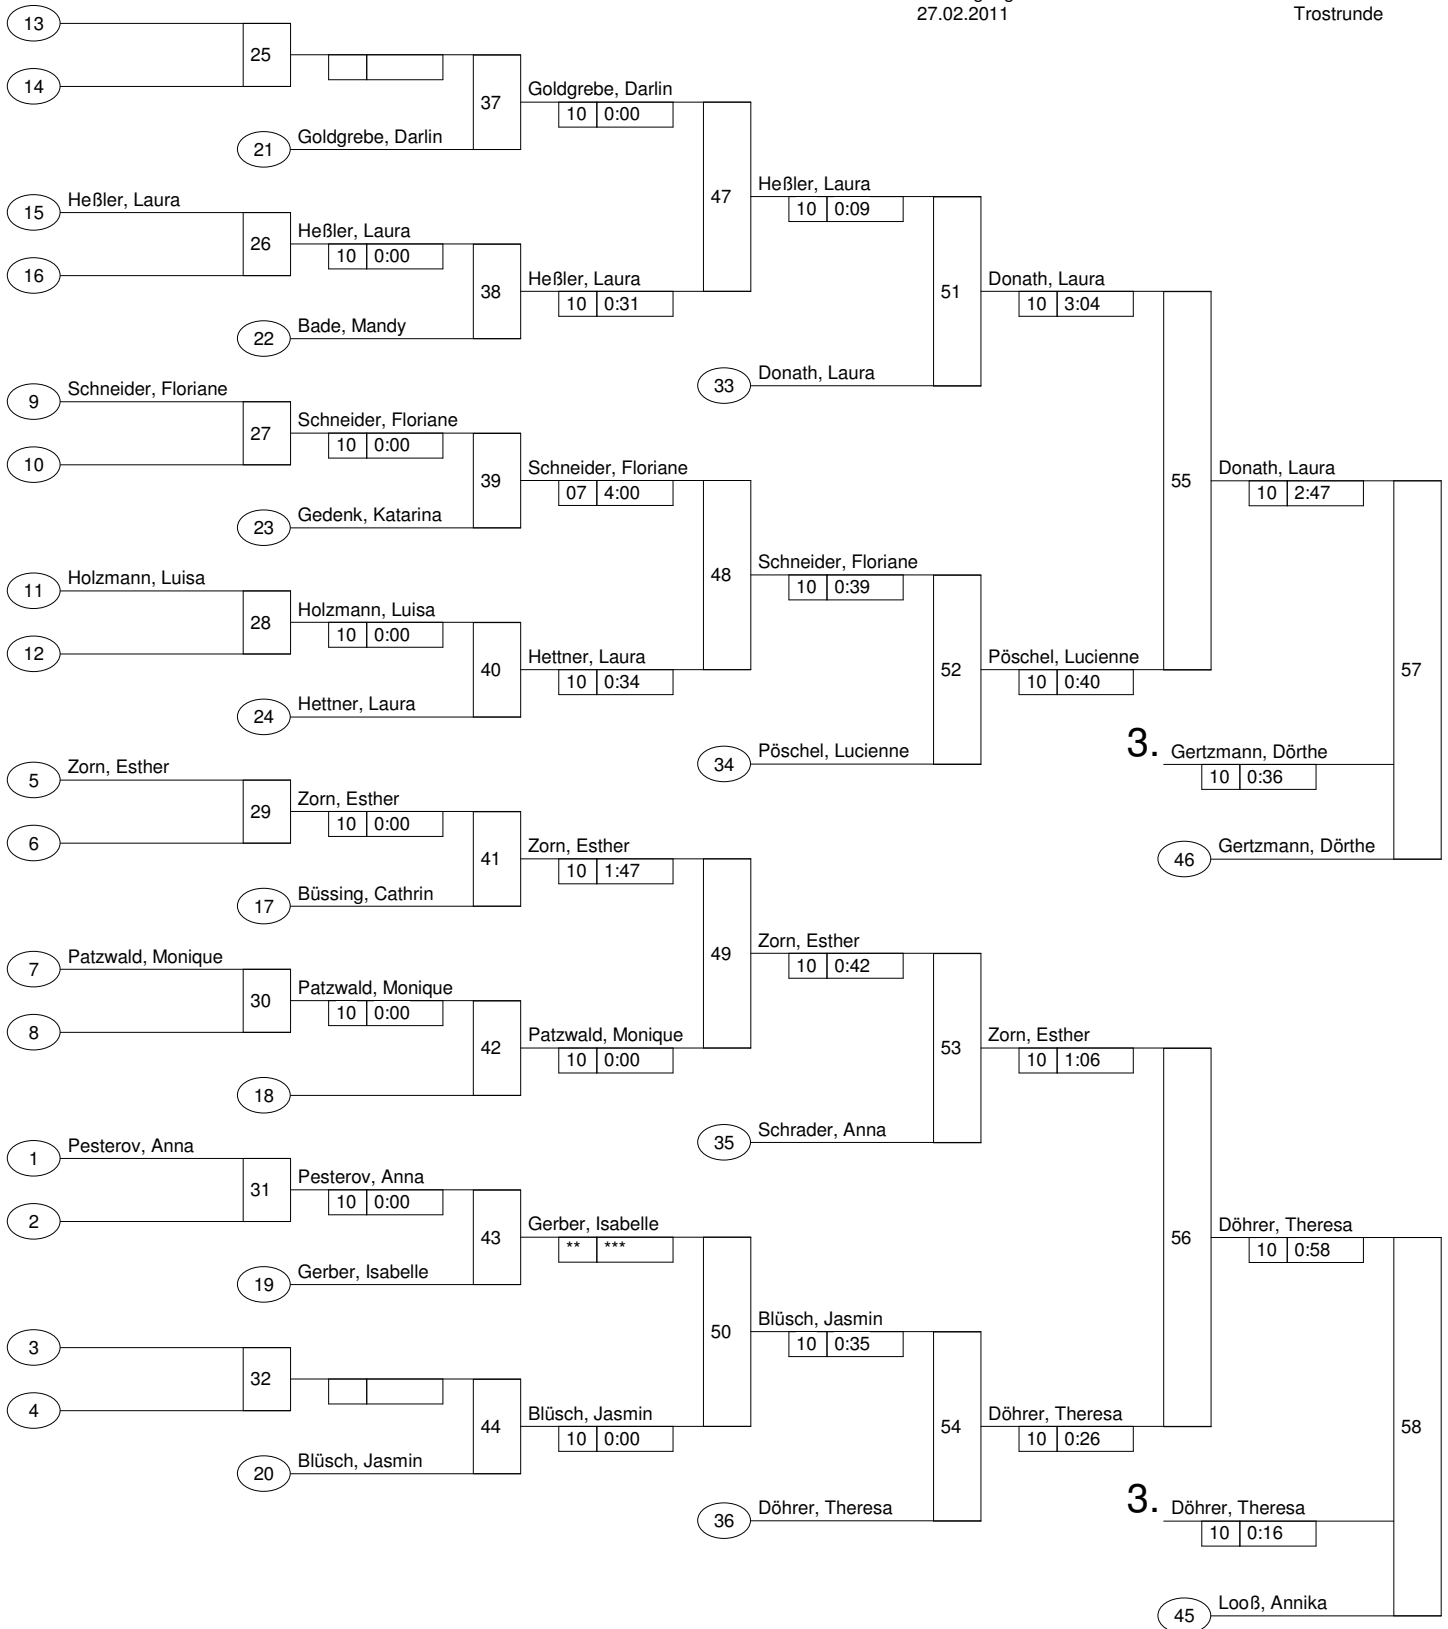 27.02.2011 Trostrunde
13
25
14
37
Goldgrebe, Darlin
10 0:00
21 Goldgrebe, Darlin
47
Heßler, Laura
10 0:09
15 Heßler, Laura
26
Heßler, Laura
10 0:00
16
38
Heßler, Laura
10 0:31
22 Bade, Mandy
51
Donath, Laura
10 3:04
33 Donath, Laura
9 Schneider, Floriane
27
Schneider, Floriane
10 0:00
10
39
Schneider, Floriane
07 4:00
23 Gedenk, Katarina
55
Donath, Laura
10 2:47
48
Schneider, Floriane
10 0:39
11 Holzmann, Luisa
28
Holzmann, Luisa
10 0:00
12
40
Hettner, Laura
10 0:34
24 Hettner, Laura
52
Pöschel, Lucienne
10 0:40
34 Pöschel, Lucienne
57
3. Gertzmann, Dörthe
10 0:36
46 Gertzmann, Dörthe
5 Zorn, Esther
29
Zorn, Esther
10 0:00
6
41
Zorn, Esther
10 1:47
17 Büssing, Cathrin
49
Zorn, Esther
10 0:42
7 Patzwald, Monique
30
Patzwald, Monique
10 0:00
8
42
Patzwald, Monique
10 0:00
18
53
Zorn, Esther
10 1:06
35 Schrader, Anna
1 Pesterov, Anna
31
Pesterov, Anna
10 0:00
2
43
Gerber, Isabelle
** ***
19 Gerber, Isabelle
56
Döhrer, Theresa
10 0:58
50
Blüsch, Jasmin
10 0:35
3
32
4
44
Blüsch, Jasmin
10 0:00
20 Blüsch, Jasmin
54
Döhrer, Theresa
10 0:26
36 Döhrer, Theresa
58
3. Döhrer, Theresa
10 0:16
45 Looß, Annika